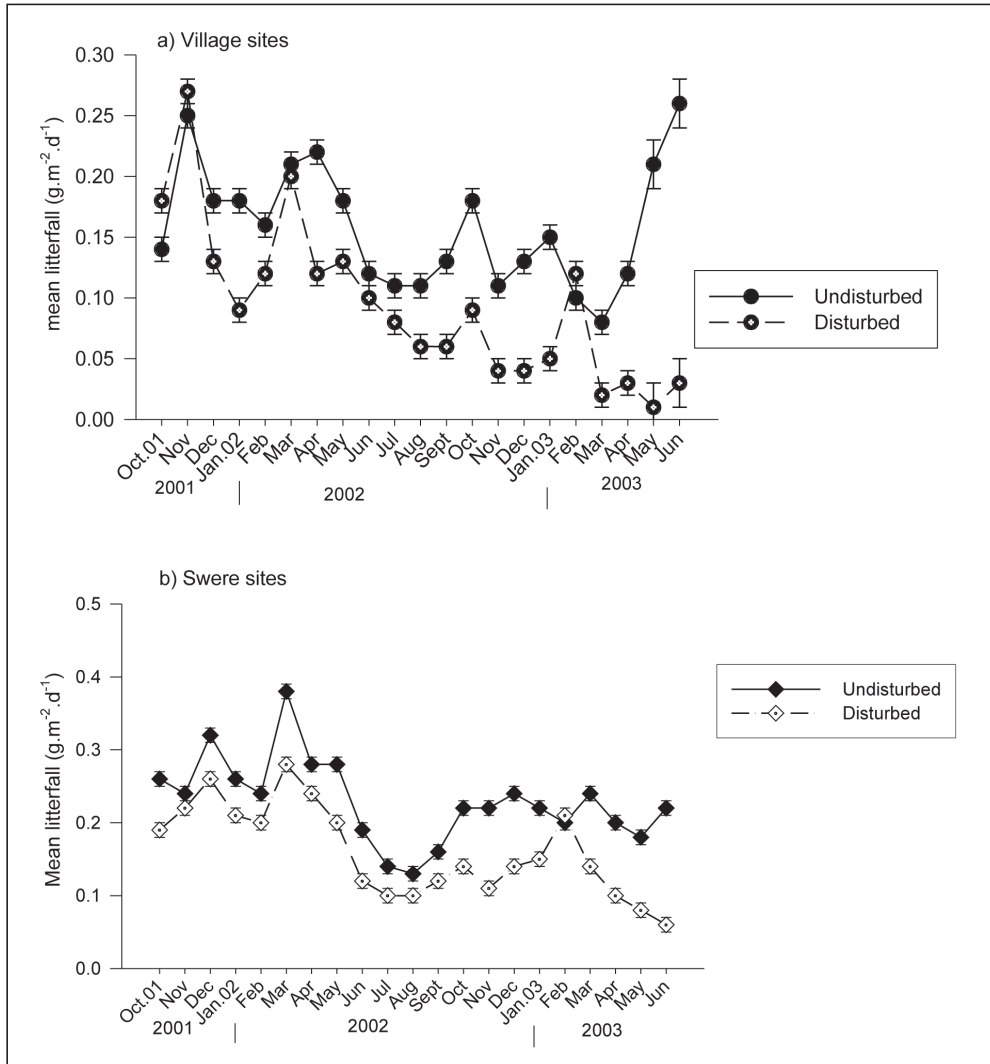 a) Village sites
mean litterfall (g.m-2.d-1)
0.30
0.25
0.20
0.15
0.10
0.05
0.00
Undisturbed
Disturbed
Oct.01 Nov Dec Jan.02 Feb Mar Apr May Jun Jul Aug Sept Oct Nov Dec Jan.03 Feb Mar Apr May Jun
2001 | 2002 | 2003
b) Swere sites
Mean litterfall (g.m-2.d-1)
0.5
0.4
0.3
0.2
0.1
0.0
Undisturbed
Disturbed
Oct.01 Nov Dec Jan.02 Feb Mar Apr May Jun Jul Aug Sept Oct Nov Dec Jan.03 Feb Mar Apr May Jun
2001 | 2002 | 2003